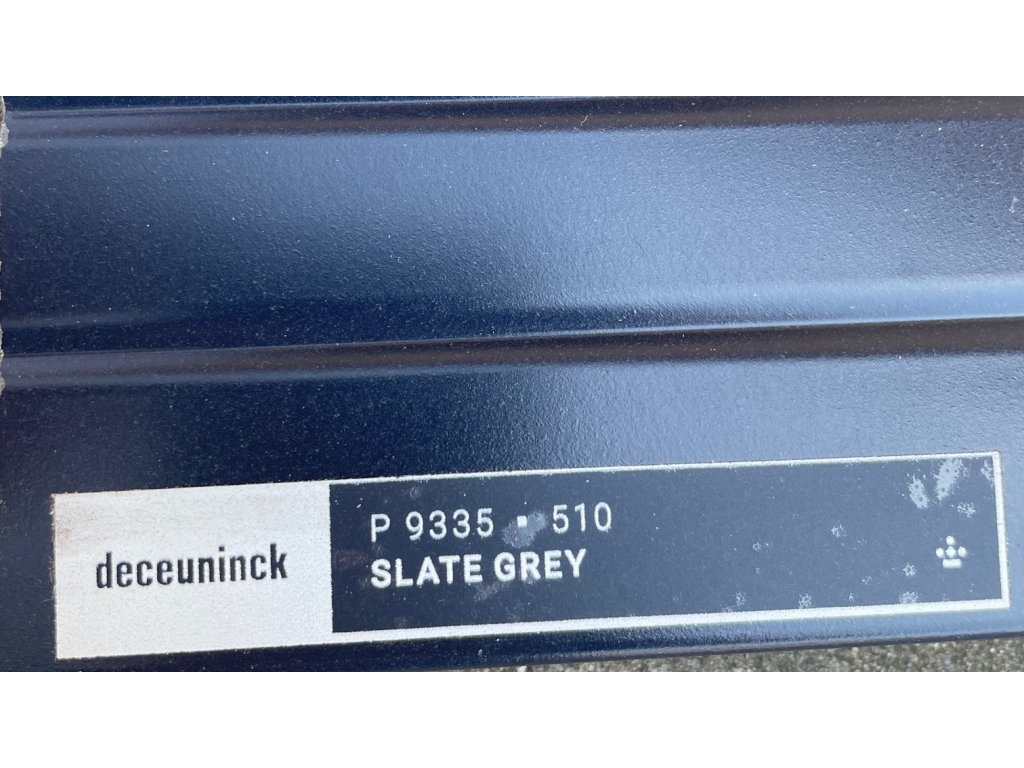 deceuninck
P 9335 ▪ 510
SLATE GREY